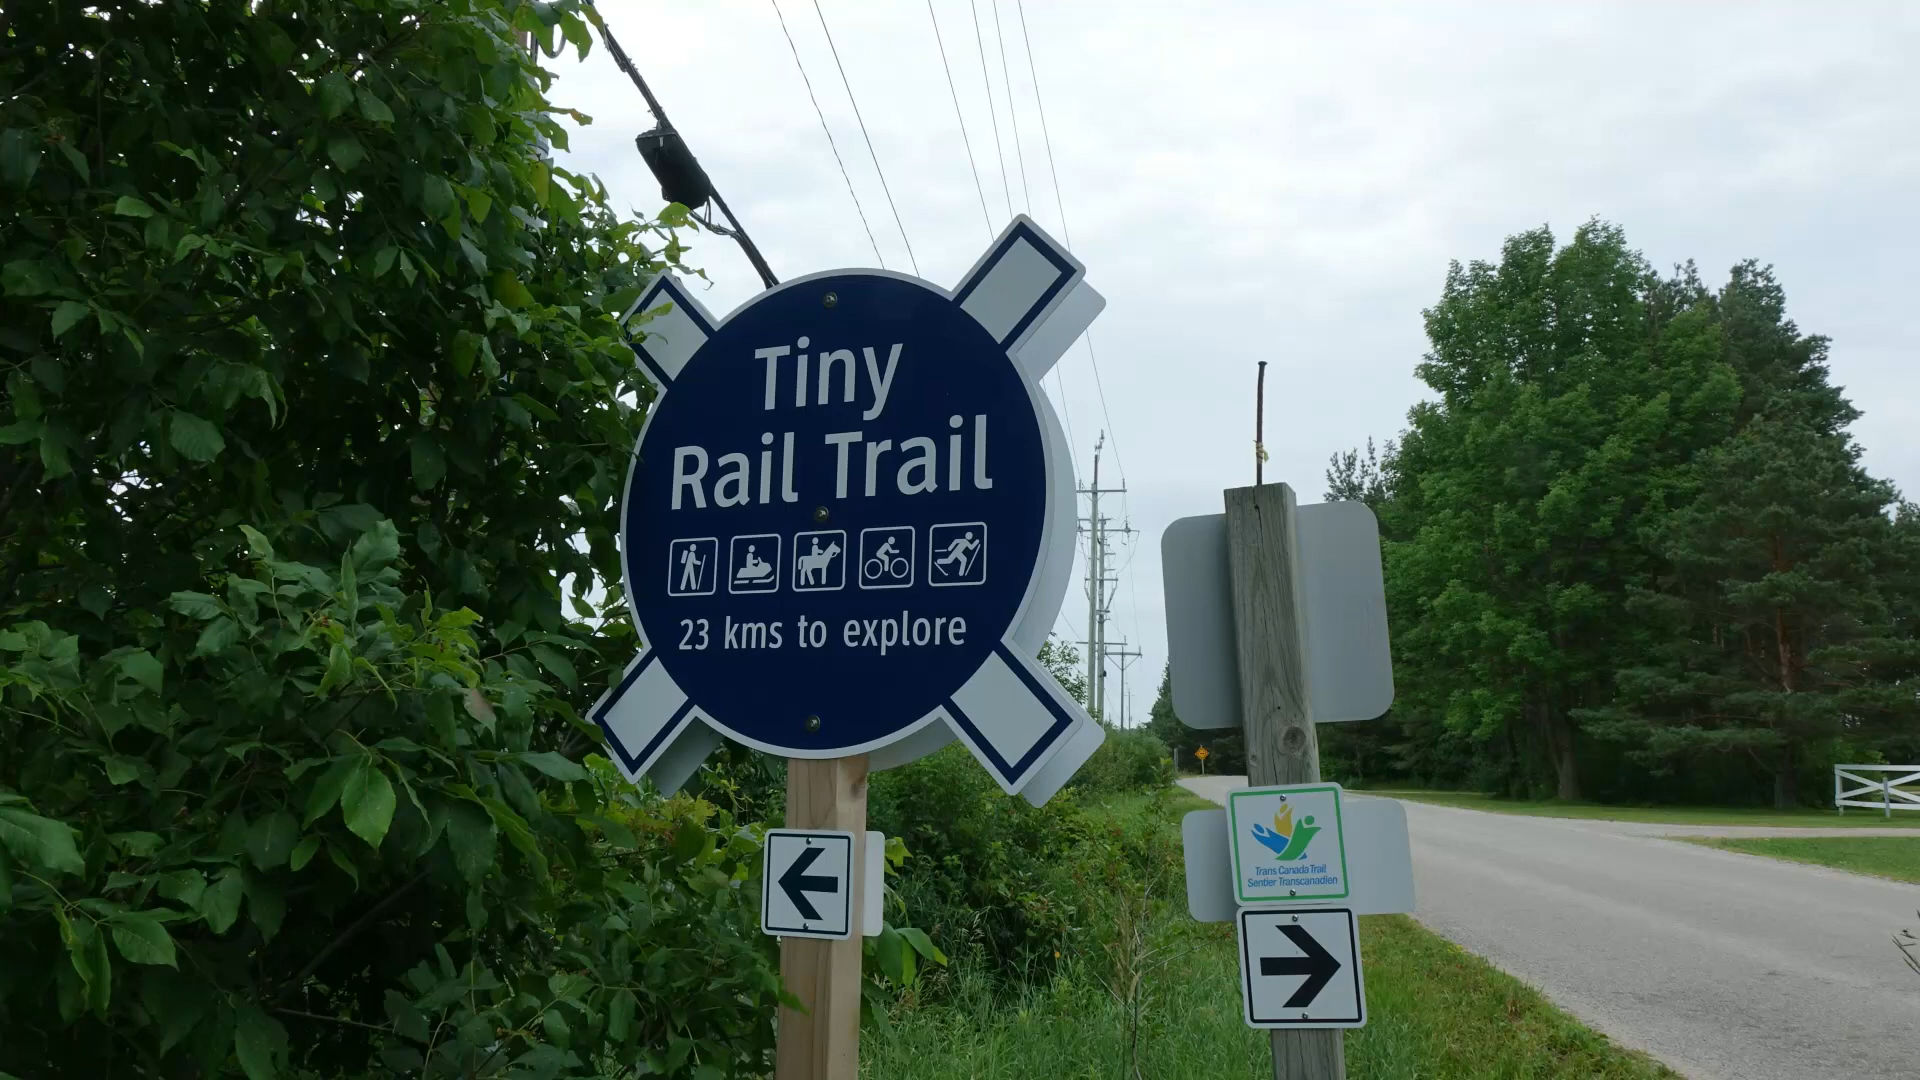 Tiny
Rail Trail
23 kms to explore
Trans Canada Trail
Sentier Transcanadien